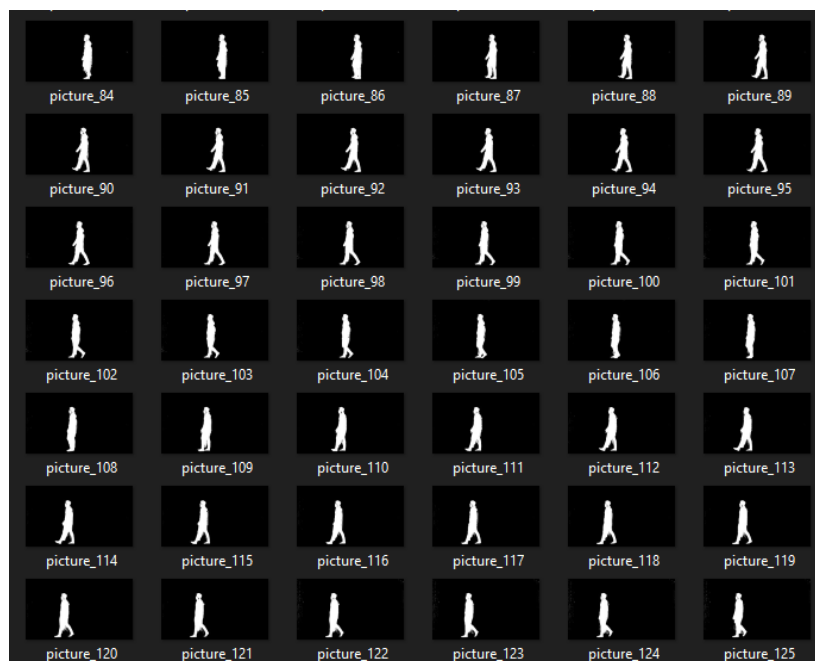 picture_84 picture_85 picture_86 picture_87 picture_88 picture_89
picture_90 picture_91 picture_92 picture_93 picture_94 picture_95
picture_96 picture_97 picture_98 picture_99 picture_100 picture_101
picture_102 picture_103 picture_104 picture_105 picture_106 picture_107
picture_108 picture_109 picture_110 picture_111 picture_112 picture_113
picture_114 picture_115 picture_116 picture_117 picture_118 picture_119
picture_120 picture_121 picture_122 picture_123 picture_124 picture_125